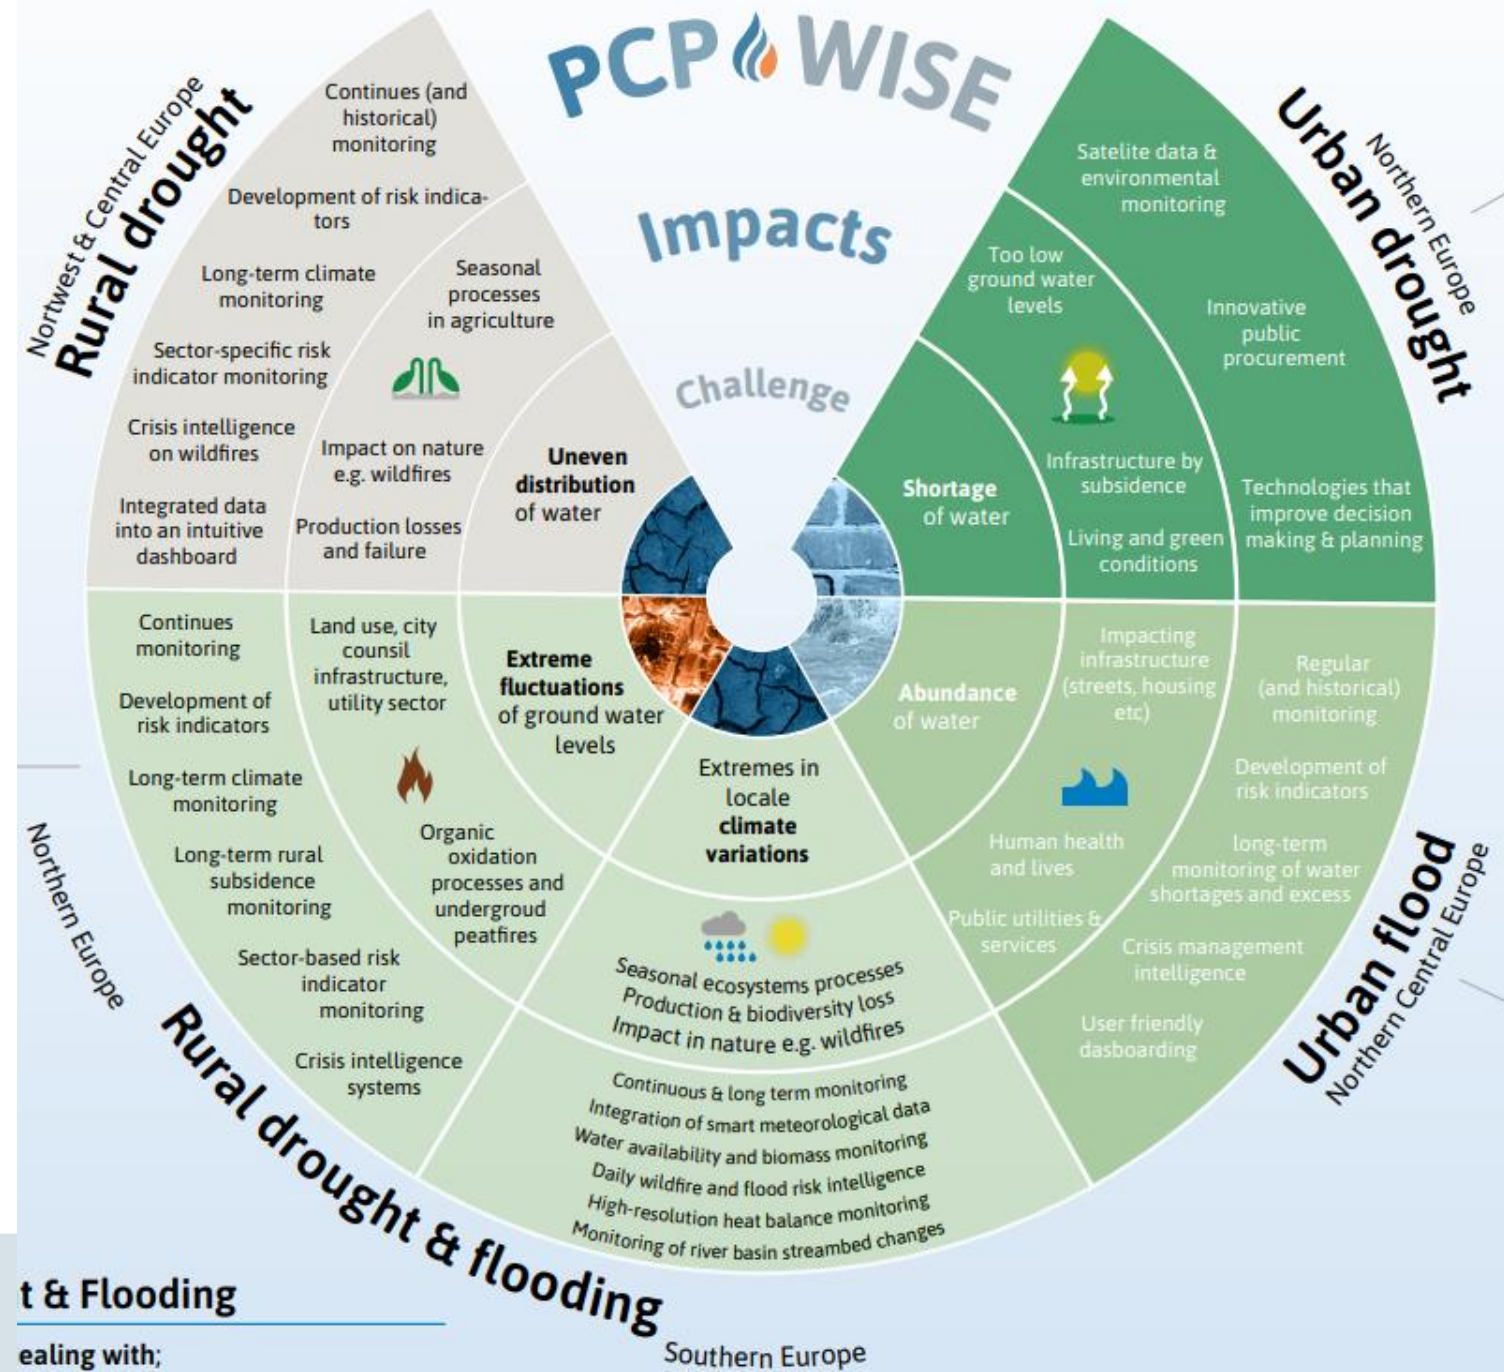 PCP WISE
Impacts
Challenge
Nortwest & Central Europe
Rural drought
Continues (and
historical)
monitoring
Development of risk indica-
tors
Long-term climate
monitoring
Sector-specific risk
indicator monitoring
Crisis intelligence
on wildfires
Integrated data
into an intuitive
dashboard
Seasonal
processes
in agriculture
Impact on nature
e.g. wildfires
Production losses
and failure
Uneven
distribution
of water
Urban drought
Northern Europe
Satelite data &
environmental
monitoring
Innovative
public
procurement
Technologies that
improve decision
making & planning
Too low
ground water
levels
Infrastructure by
subsidence
Living and green
conditions
Shortage
of water
Continues
monitoring
Development of
risk indicators
Long-term climate
monitoring
Long-term rural
subsidence
monitoring
Sector-based risk
indicator
monitoring
Crisis intelligence
systems
Land use, city
counsil
infrastructure,
utility sector
Organic
oxidation
processes and
undergroud
peatfires
Extreme
fluctuations
of ground water
levels
Extremes in
locale
climate
variations
Seasonal ecosystems processes
Production & biodiversity loss
Impact in nature e.g. wildfires
Continuous & long term monitoring
Integration of smart meteorological data
Water availability and biomass monitoring
Daily wildfire and flood risk intelligence
High-resolution heat balance monitoring
Monitoring of river basin streambed changes
Abundance
of water
Impacting
infrastructure
(streets, housing
etc)
Human health
and lives
Public utilities &
services
Regular
(and historical)
monitoring
Development of
risk indicators
long-term
monitoring of water
shortages and excess
Crisis management
intelligence
User friendly
dasboarding
Urban flood
Northern Central Europe
Northern Europe
Rural drought & flooding
Southern Europe
t & Flooding
ealing with;